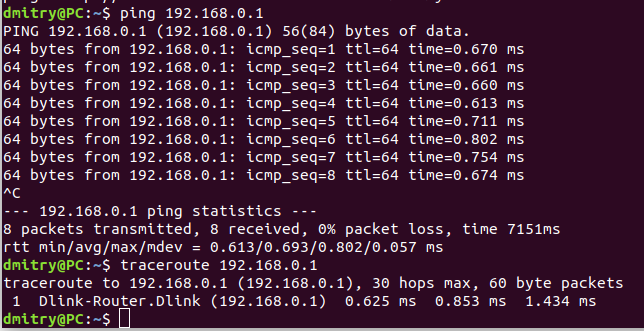 dmitry@PC:~$ ping 192.168.0.1
PING 192.168.0.1 (192.168.0.1) 56(84) bytes of data.
64 bytes from 192.168.0.1: icmp_seq=1 ttl=64 time=0.670 ms
64 bytes from 192.168.0.1: icmp_seq=2 ttl=64 time=0.661 ms
64 bytes from 192.168.0.1: icmp_seq=3 ttl=64 time=0.660 ms
64 bytes from 192.168.0.1: icmp_seq=4 ttl=64 time=0.613 ms
64 bytes from 192.168.0.1: icmp_seq=5 ttl=64 time=0.711 ms
64 bytes from 192.168.0.1: icmp_seq=6 ttl=64 time=0.802 ms
64 bytes from 192.168.0.1: icmp_seq=7 ttl=64 time=0.754 ms
64 bytes from 192.168.0.1: icmp_seq=8 ttl=64 time=0.674 ms
^C
--- 192.168.0.1 ping statistics ---
8 packets transmitted, 8 received, 0% packet loss, time 7151ms
rtt min/avg/max/mdev = 0.613/0.693/0.802/0.057 ms
dmitry@PC:~$ traceroute 192.168.0.1
traceroute to 192.168.0.1 (192.168.0.1), 30 hops max, 60 byte packets
 1  Dlink-Router.Dlink (192.168.0.1)  0.625 ms  0.853 ms  1.434 ms
dmitry@PC:~$